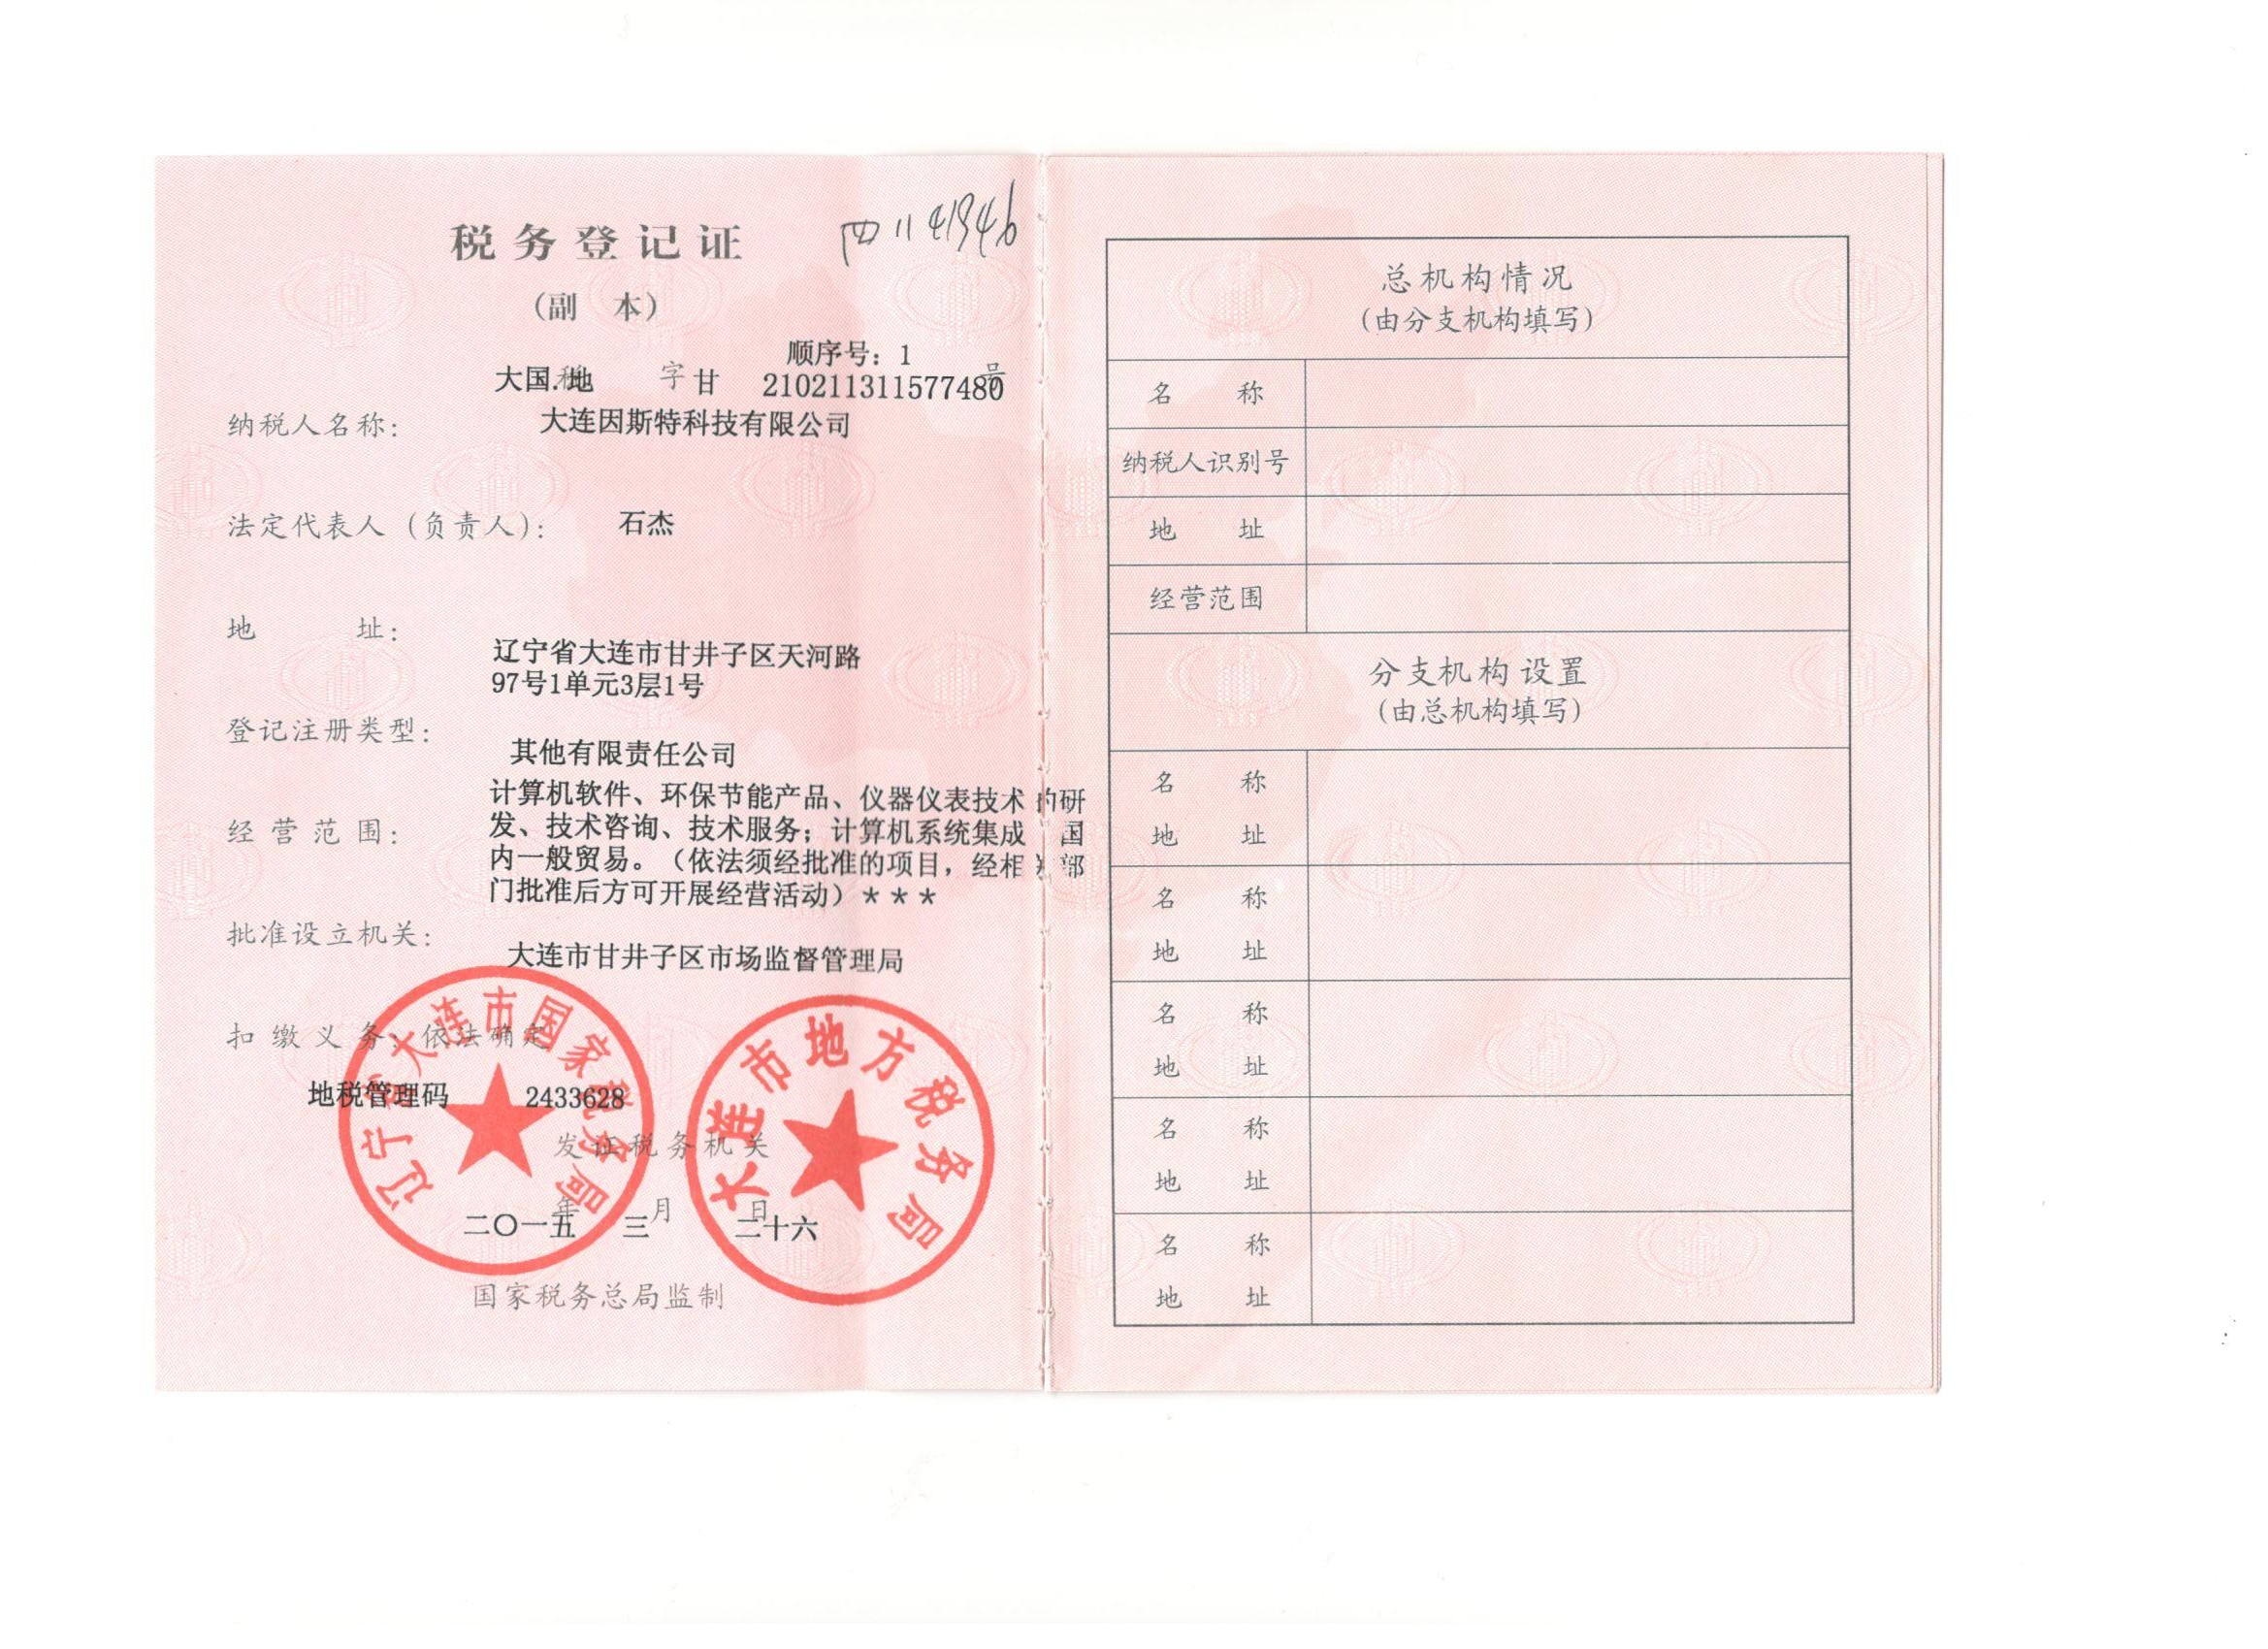 税务登记证
(副 本)
顺序号：1
大国.地税 字甘 210211311577480号
纳税人名称： 大连因斯特科技有限公司
法定代表人（负责人）： 石杰
地 址： 辽宁省大连市甘井子区天河路
97号1单元3层1号
登记注册类型： 其他有限责任公司
经营范围： 计算机软件、环保节能产品、仪器仪表技术的研
发、技术咨询、技术服务；计算机系统集成 国
内一般贸易。（依法须经批准的项目，经相关部
门批准后方可开展经营活动）***
批准设立机关： 大连市甘井子区市场监督管理局
扣缴义务：依法确定
地税管理码 2433628
发证税务机关
二〇一五年 三月 二十六日
国家税务总局监制
辽宁省大连市国家税务局
大连市地方税务局
总机构情况
(由分支机构填写)
名 称
纳税人识别号
地 址
经营范围
分支机构设置
(由总机构填写)
名 称
地 址
名 称
地 址
名 称
地 址
名 称
地 址
名 称
地 址